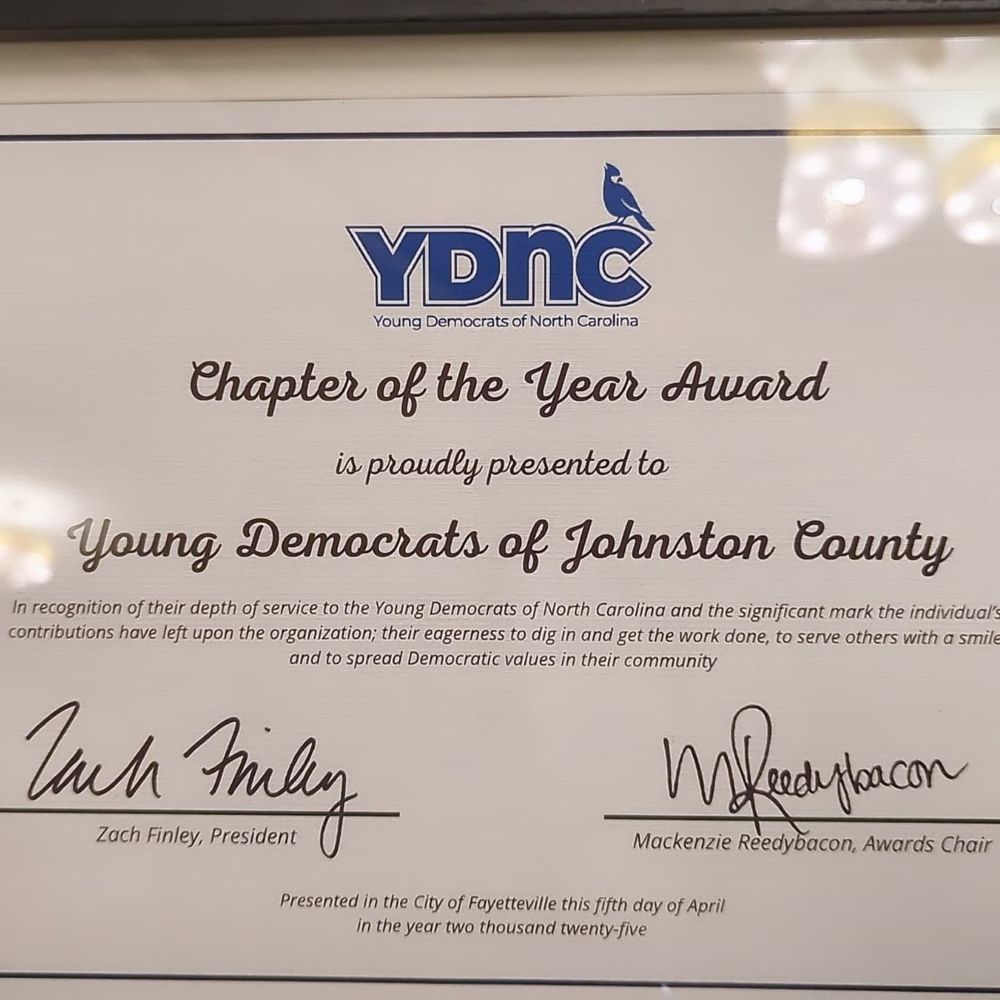 YDNC
Young Democrats of North Carolina
Chapter of the Year Award
is proudly presented to
Young Democrats of Johnston County
In recognition of their depth of service to the Young Democrats of North Carolina and the significant mark the individual's
contributions have left upon the organization; their eagerness to dig in and get the work done, to serve others with a smile
and to spread Democratic values in their community
Zach Finley
MReedybacon
Zach Finley, President
Mackenzie Reedybacon, Awards Chair
Presented in the City of Fayetteville this fifth day of April
in the year two thousand twenty-five